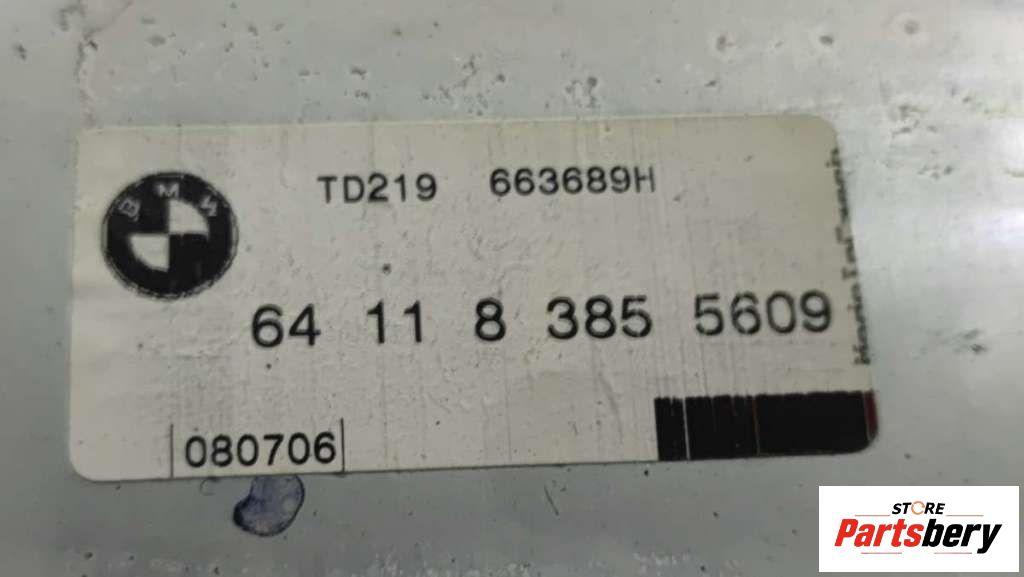 BMW
TD219 663689H
64 11 8 385 5609
080706
STORE
Partsbery